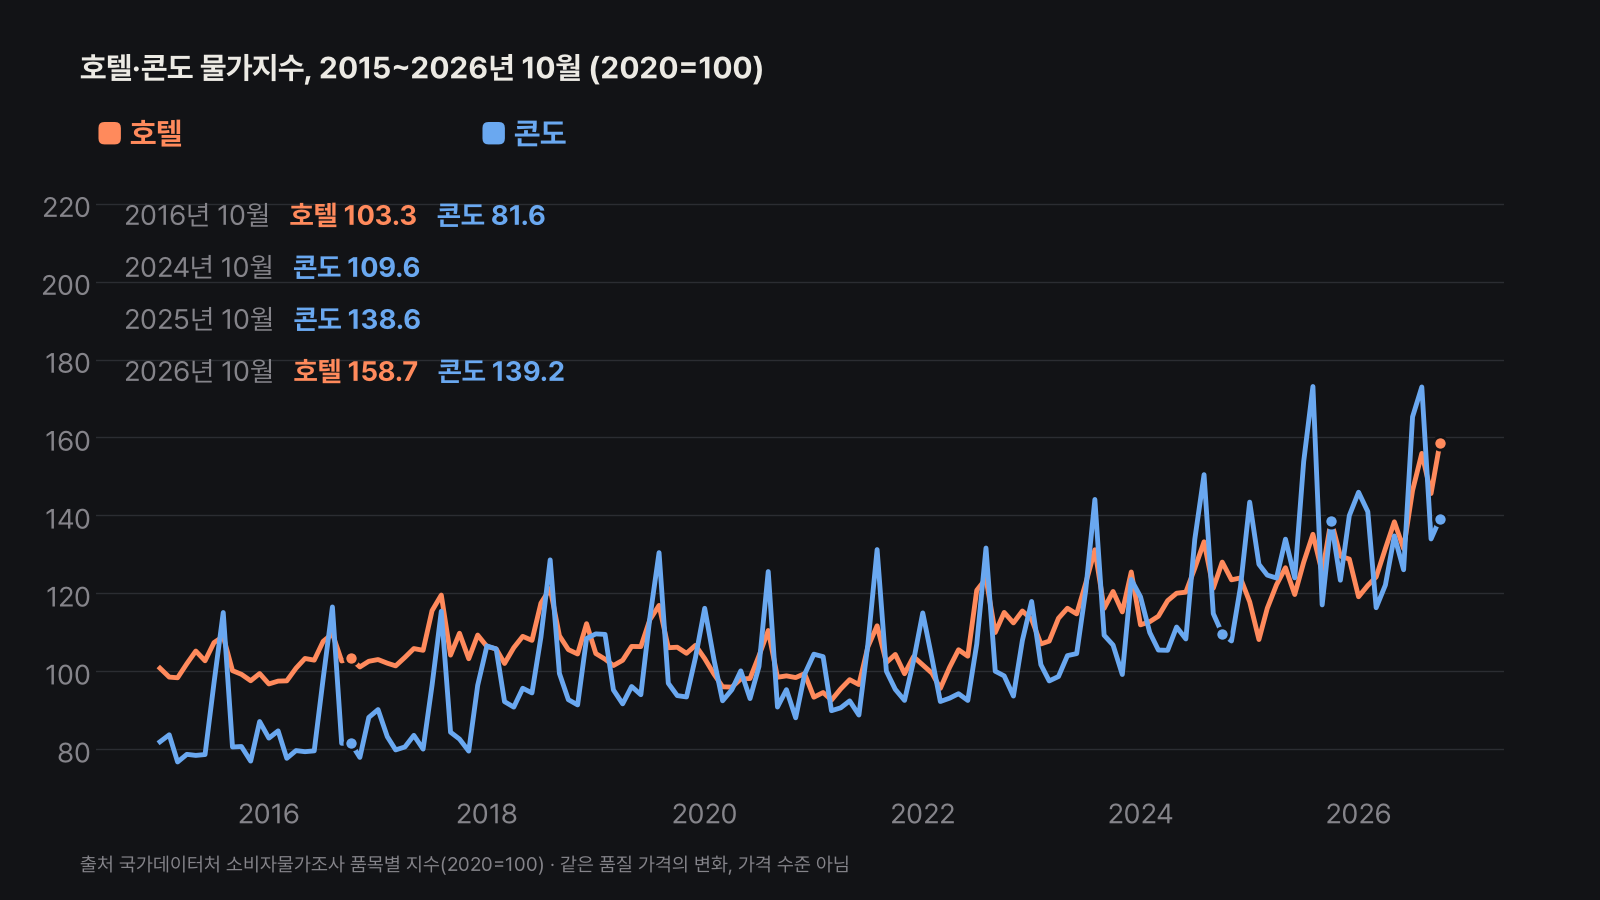 호텔·콘도 물가지수, 2015~2026년 10월 (2020=100)
호텔 콘도
220
2016년 10월 호텔 103.3 콘도 81.6
2024년 10월 콘도 109.6
200
2025년 10월 콘도 138.6
180
2026년 10월 호텔 158.7 콘도 139.2
160
140
120
100
80
2016 2018 2020 2022 2024 2026
출처 국가데이터처 소비자물가조사 품목별 지수(2020=100) · 같은 품질 가격의 변화, 가격 수준 아님